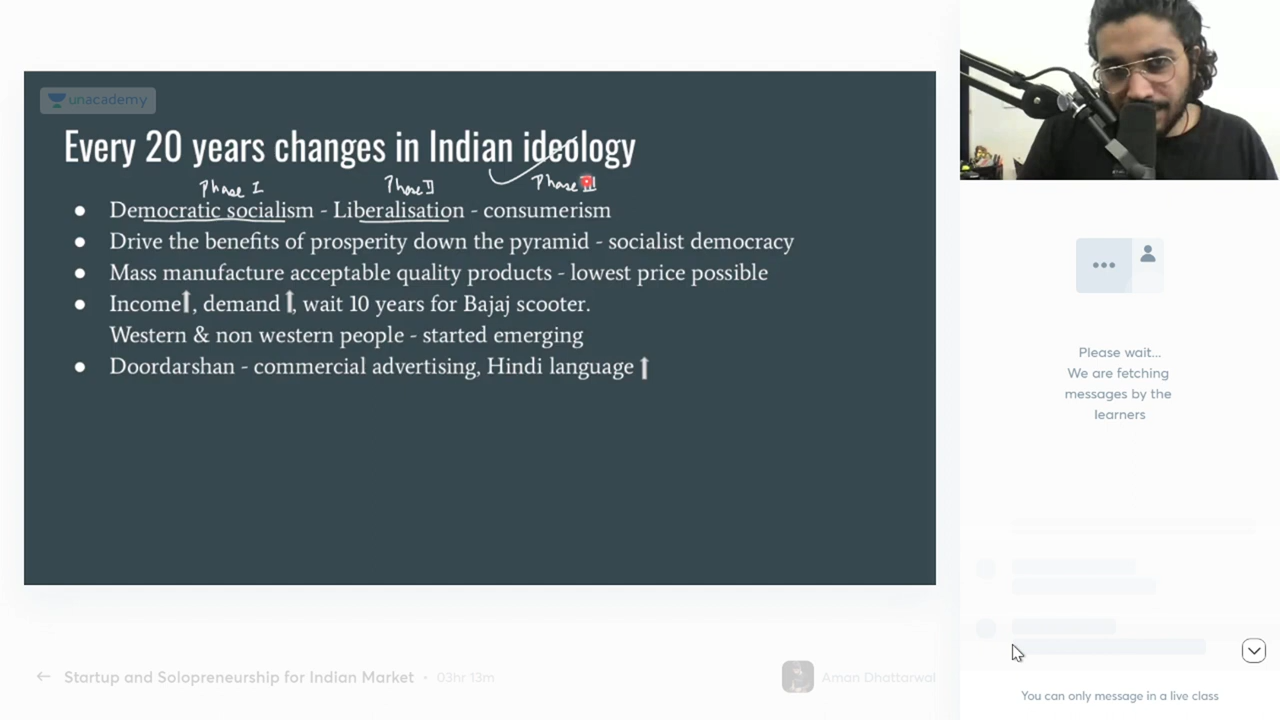 unacademy
Every 20 years changes in Indian ideology
Phase I Phase II Phase III
● Democratic socialism - Liberalisation - consumerism
● Drive the benefits of prosperity down the pyramid - socialist democracy
● Mass manufacture acceptable quality products - lowest price possible
● Income↑, demand↑, wait 10 years for Bajaj scooter.
Western & non western people - started emerging
● Doordarshan - commercial advertising, Hindi language ↑
Please wait...
We are fetching
messages by the
learners
← Startup and Solopreneurship for Indian Market • 03hr 13m
Aman Dhattarwal
You can only message in a live class